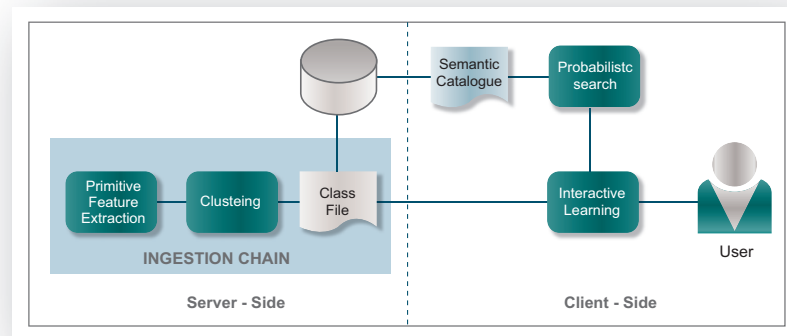 Semantic
Catalogue
Probabilistc
search
Primitive
Feature
Extraction
Clusteing
Class
File
Interactive
Learning
User
INGESTION CHAIN
Server - Side
Client - Side